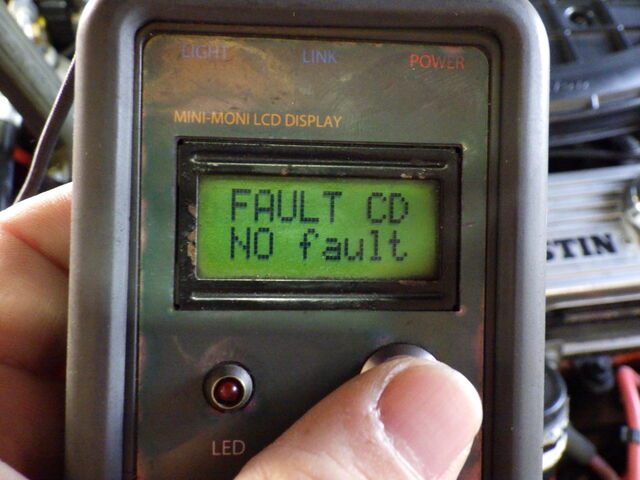 LIGHT LINK POWER
MINI-MONI LCD DISPLAY
FAULT CD
NO fault
STIN
LED